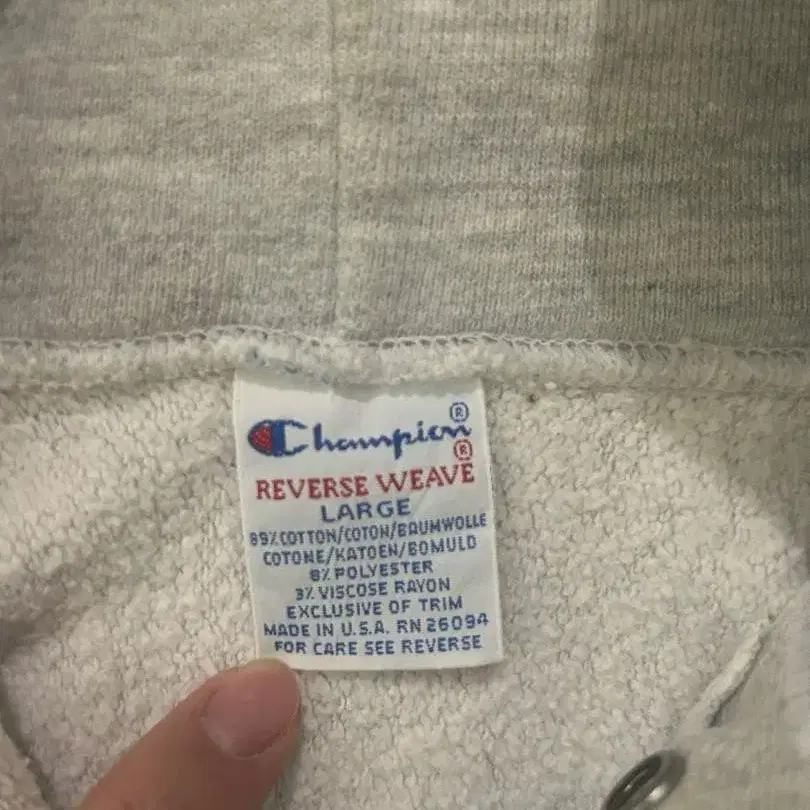 Champion®
REVERSE WEAVE®
LARGE
89% COTTON/COTON/BAUMWOLLE
COTONE/KATOEN/BOMULD
8% POLYESTER
3% VISCOSE RAYON
EXCLUSIVE OF TRIM
MADE IN U.S.A. RN 26094
FOR CARE SEE REVERSE